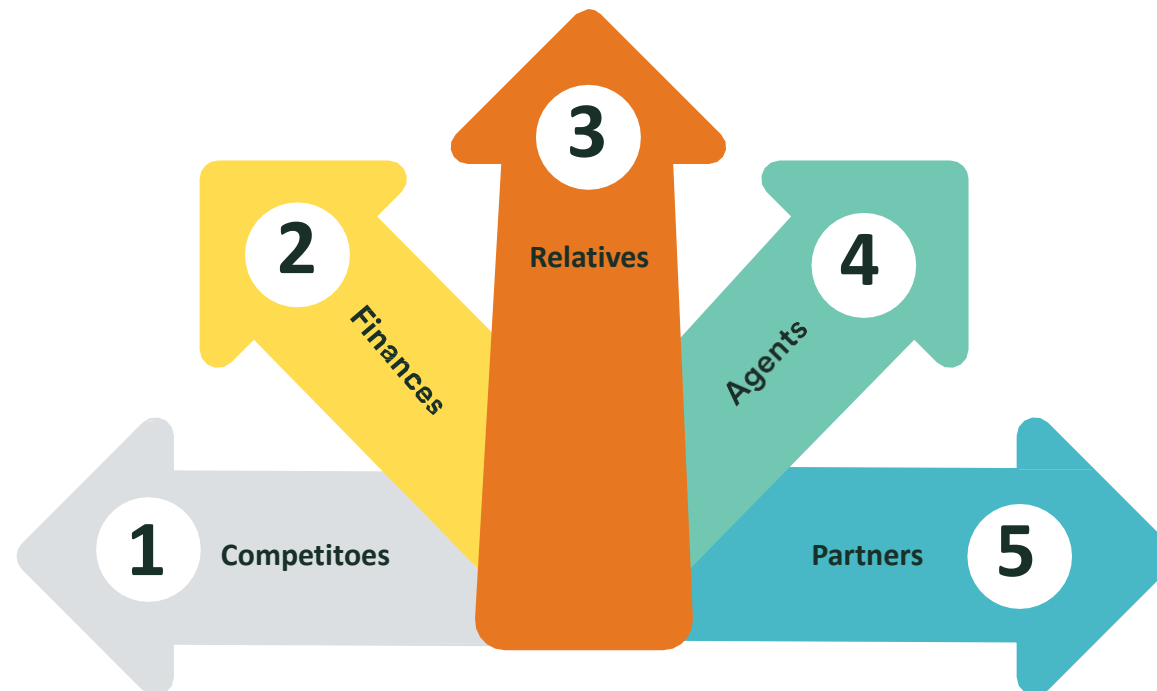 1
Competitoes
2
Finances
3
Relatives
4
Agents
5
Partners